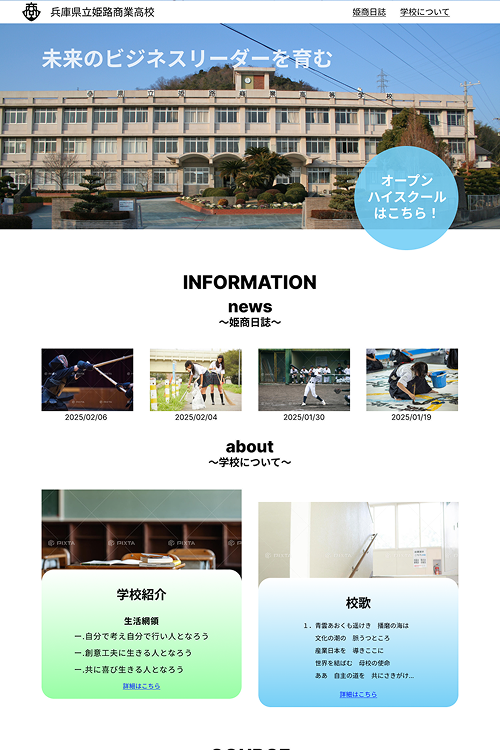 兵庫県立姫路商業高校
姫商日誌 学校について
未来のビジネスリーダーを育む
兵庫県立姫路商業高等学校
オープン
ハイスクール
はこちら！
INFORMATION
news
～姫商日誌～
2025/02/06 2025/02/04 2025/01/30 2025/01/19
about
～学校について～
PIXTA PIXTA
学校紹介
生活綱領
一.自分で考え自分で行い人となろう
一.創意工夫に生きる人となろう
一.共に喜び生きる人となろう
詳細はこちら
PIXTA PIXTA
校歌
1．青雲あおくも遥けき　播磨の海は
文化の潮の　脈うつところ
産業日本を　導きここに
世界を結ばむ　母校の使命
ああ　自主の道を　共にさきがけ...
詳細はこちら